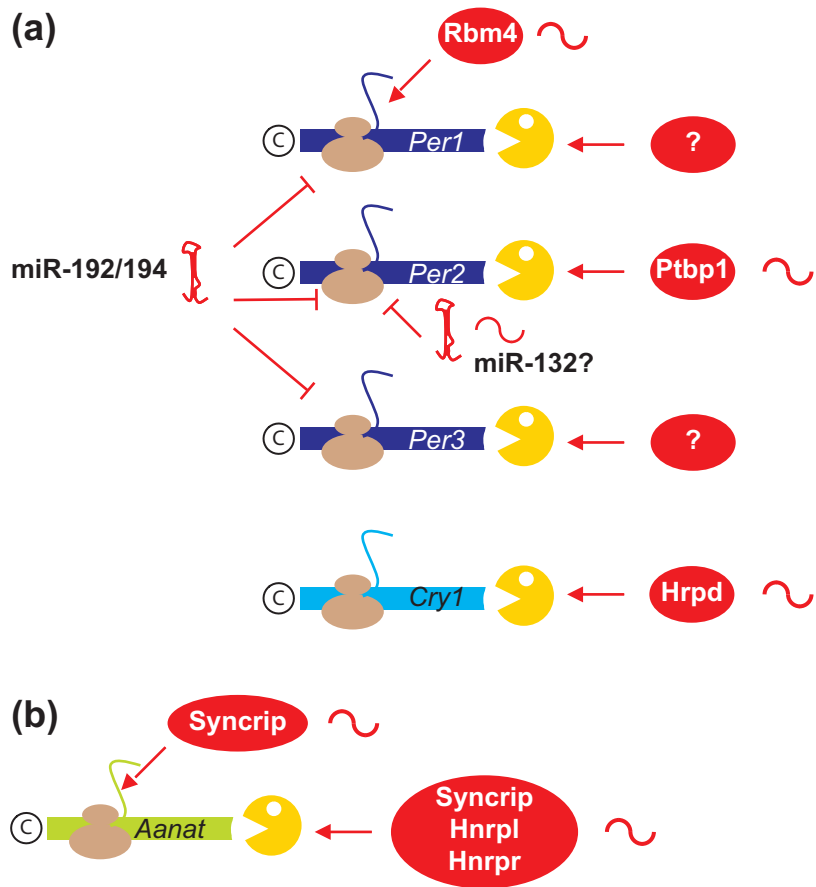 (a)
Rbm4
C
Per1
?
miR-192/194
C
Per2
Ptbp1
miR-132?
C
Per3
?
C
Cry1
Hrpd
(b)
Syncrip
C
Aanat
Syncrip
Hnrpl
Hnrpr